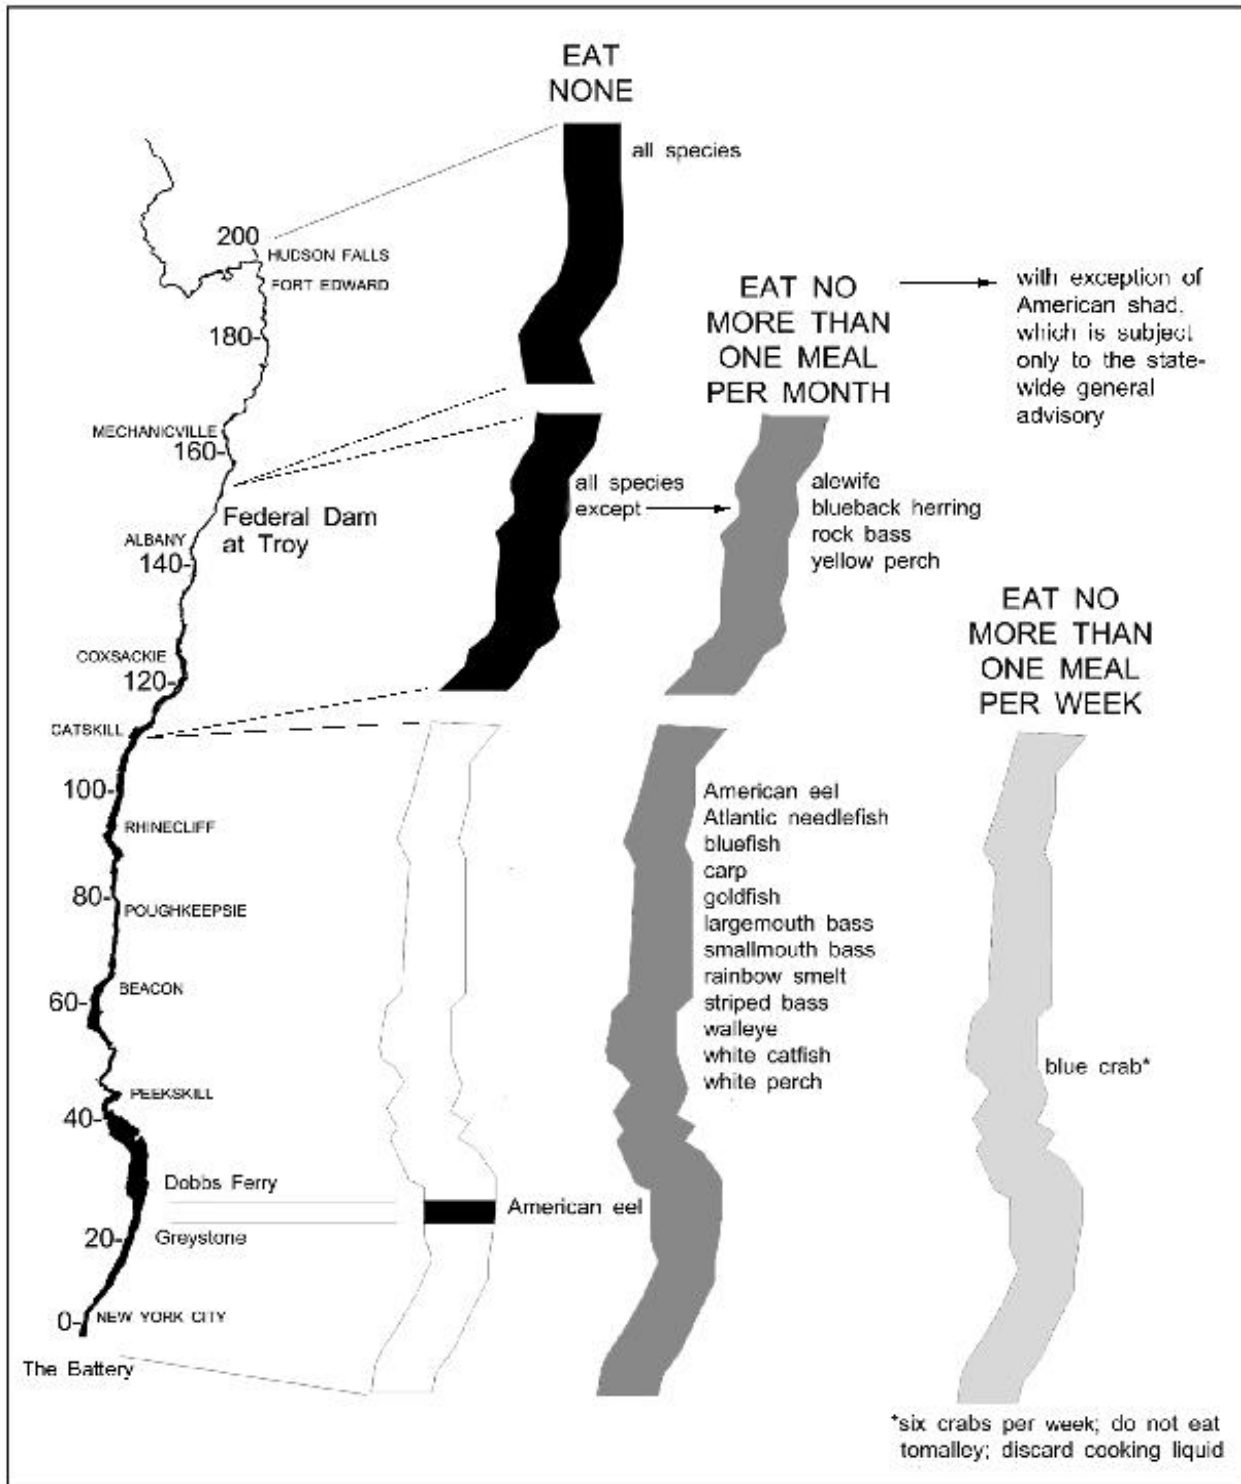 EAT
NONE
all species
200
HUDSON FALLS
FORT EDWARD
180-
MECHANICVILLE
160-
Federal Dam
at Troy
ALBANY
140-
COXSACKIE
120-
CATSKILL
100-
RHINECLIFF
80-
POUGHKEEPSIE
BEACON
60-
PEEKSKILL
40-
Dobbs Ferry
20-
Greystone
0-
NEW YORK CITY
The Battery
EAT NO
MORE THAN
ONE MEAL
PER MONTH
with exception of
American shad.
which is subject
only to the state-
wide general
advisory
all species
except
alewife
blueback herring
rock bass
yellow perch
EAT NO
MORE THAN
ONE MEAL
PER WEEK
American eel
Atlantic needlefish
bluefish
carp
goldfish
largemouth bass
smallmouth bass
rainbow smelt
striped bass
walleye
white catfish
white perch
blue crab*
American eel
*six crabs per week; do not eat
tomalley; discard cooking liquid